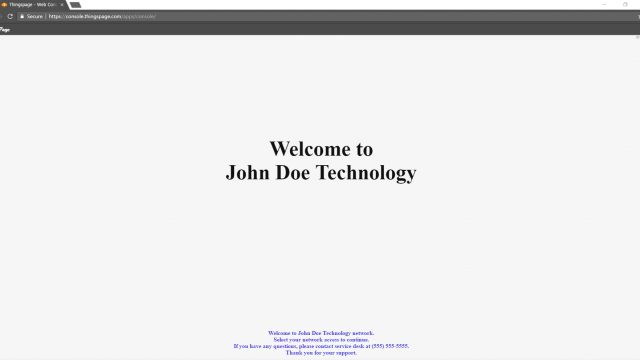 Thingspage - Web Con
Secure | https://console.thingspage.com/apps/console/
Page
Welcome to
John Doe Technology
Welcome to John Doe Technology network.
Select your network access to continue.
If you have any questions, please contact service desk at (555) 555-5555.
Thank you for your support.